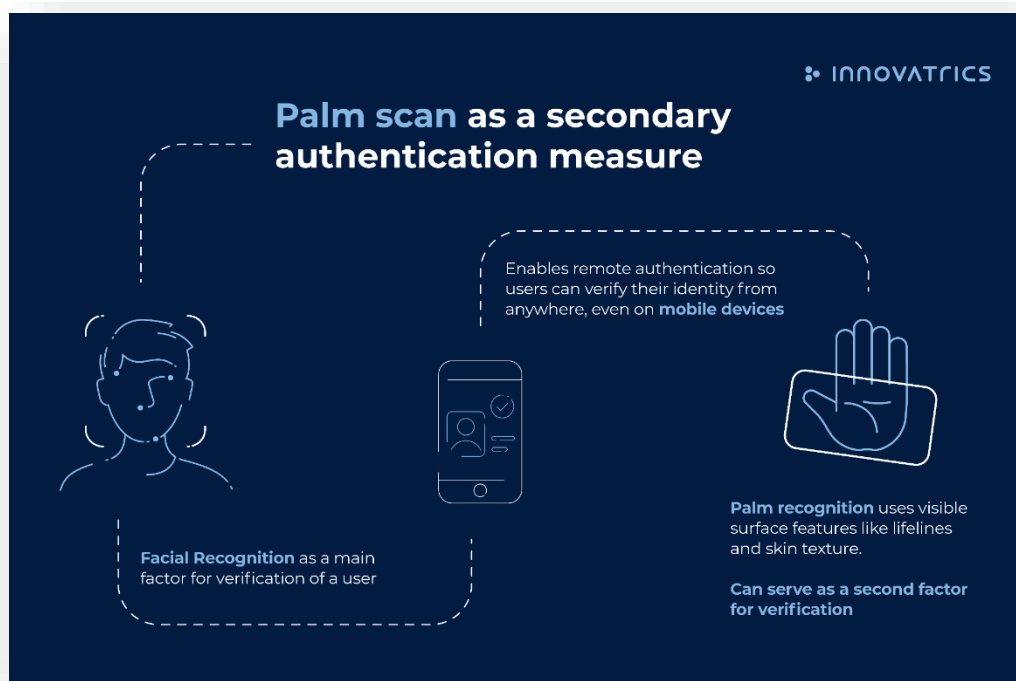 INNOVATRICS
Palm scan as a secondary
authentication measure
Enables remote authentication so
users can verify their identity from
anywhere, even on mobile devices
Facial Recognition as a main
factor for verification of a user
Palm recognition uses visible
surface features like lifelines
and skin texture.
Can serve as a second factor
for verification